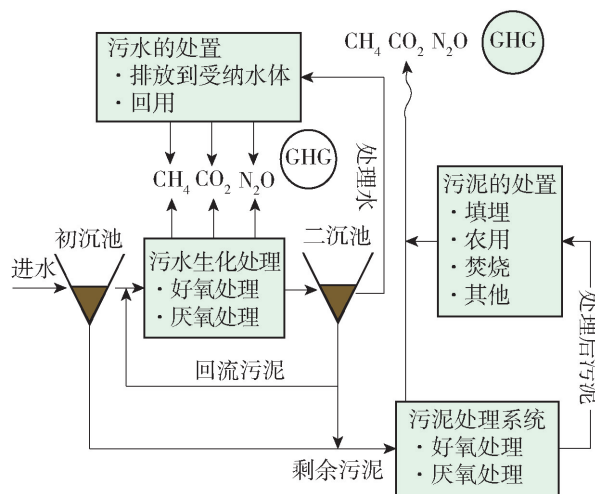 CH₄ CO₂ N₂O GHG
污水的处置
·排放到受纳水体
·回用
GHG
CH₄ CO₂ N₂O
处理水
污泥的处置
·填埋
·农用
·焚烧
·其他
初沉池
二沉池
进水
污水生化处理
·好氧处理
·厌氧处理
处理后污泥
回流污泥
污泥处理系统
·好氧处理
·厌氧处理
剩余污泥